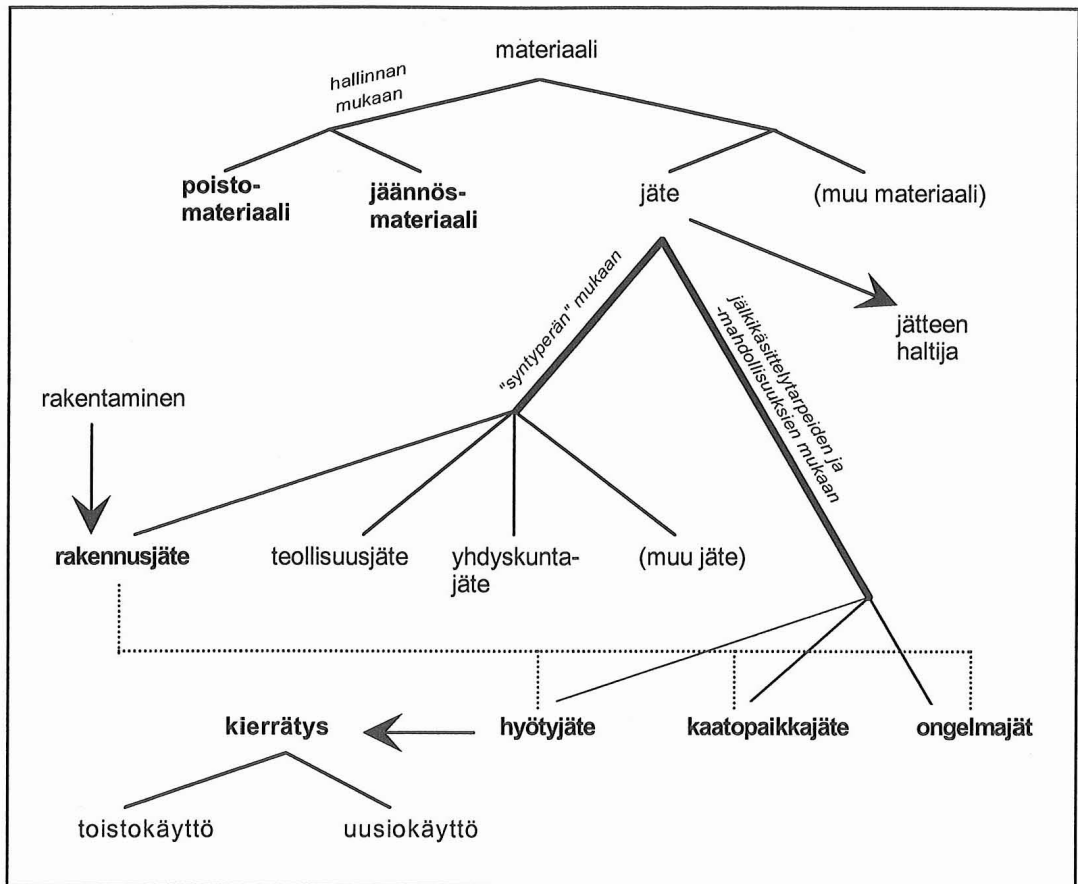 materiaali
hallinnan
mukaan
poisto-
materiaali
jäännös-
materiaali
jäte
(muu materiaali)
"syntyperän" mukaan
jälkikäsittelytarpeiden ja
-mahdollisuuksien mukaan
jätteen
haltija
rakentaminen
rakennusjäte
teollisuusjäte
yhdyskunta-
jäte
(muu jäte)
kierrätys
hyötyjäte
kaatopaikkajäte
ongelmajät
toistokäyttö
uusiokäyttö